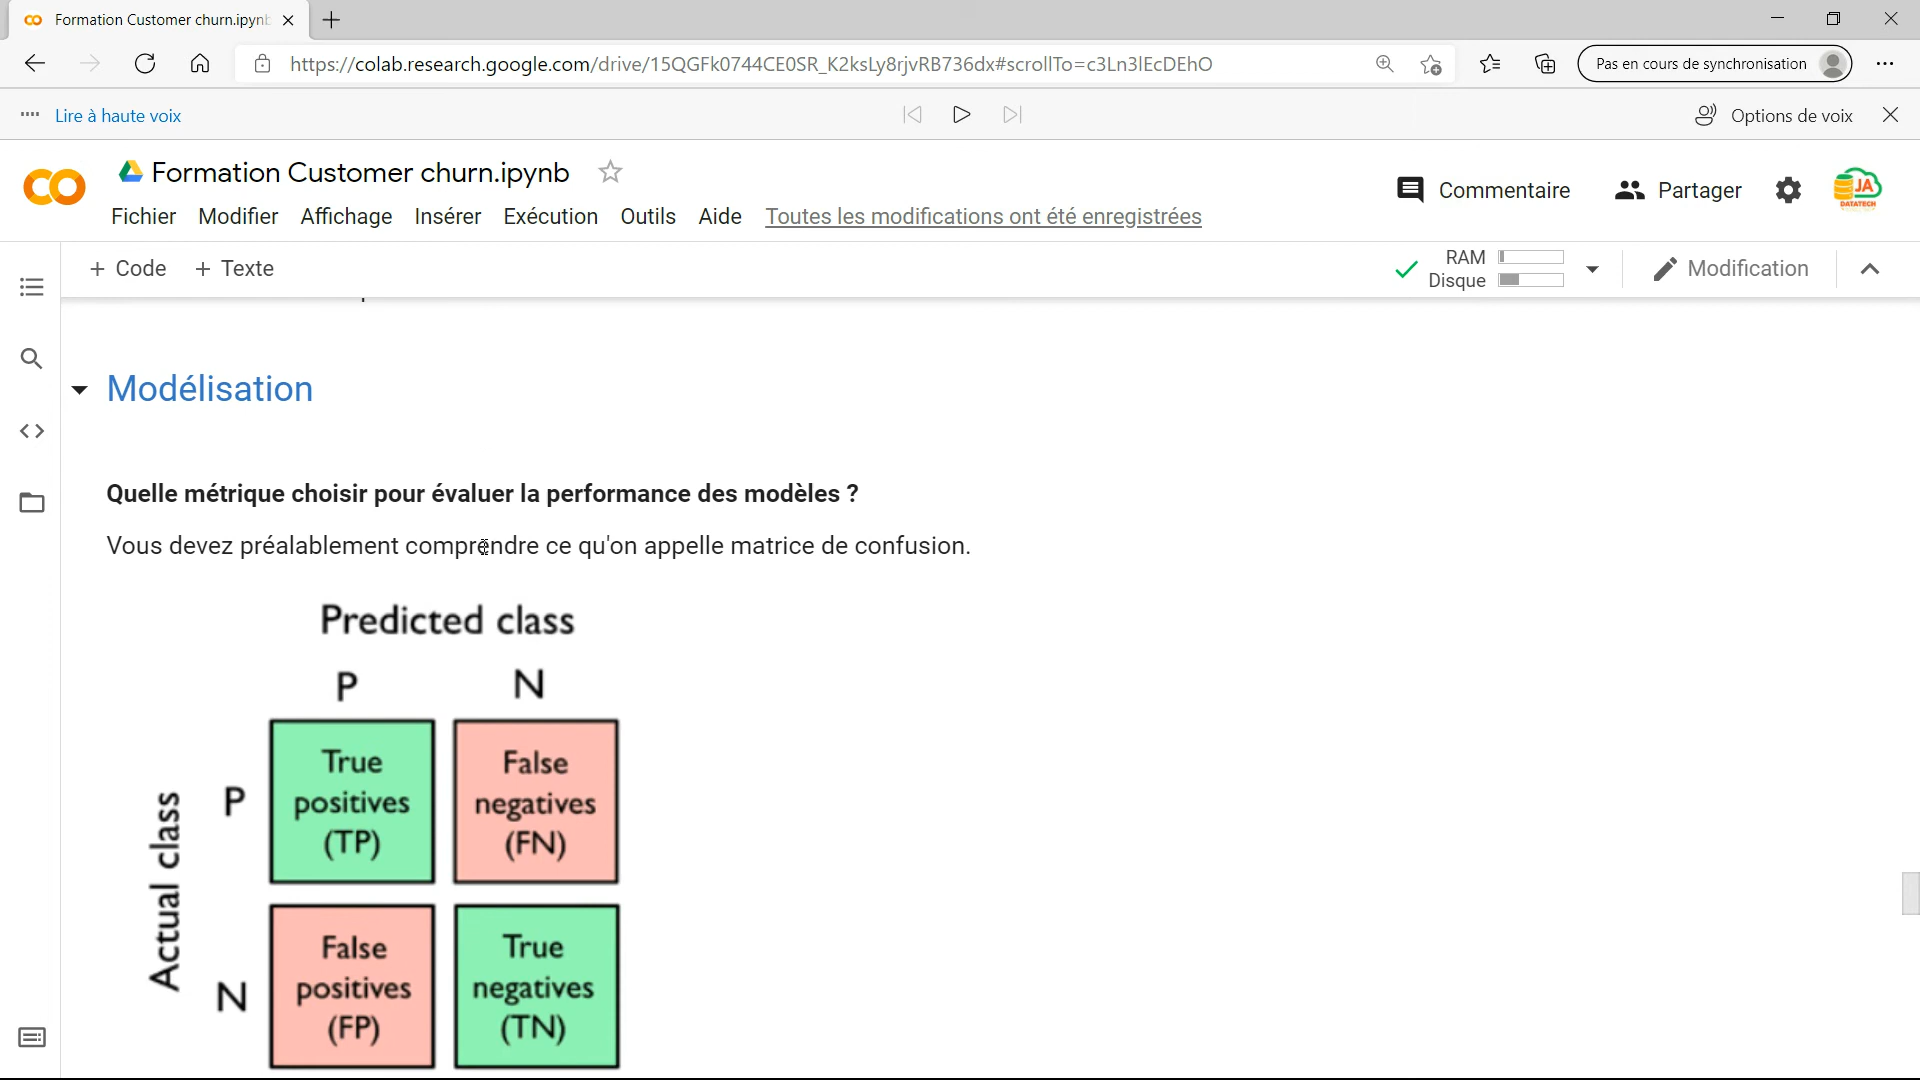 Formation Customer churn.ipynb
https://colab.research.google.com/drive/15QGFk0744CE0SR_K2ksLy8rjvRB736dx#scrollTo=c3Ln3lEcDEhO
Pas en cours de synchronisation
Lire à haute voix
Options de voix
Formation Customer churn.ipynb
Commentaire
Partager
JA
DATATECH
Fichier Modifier Affichage Insérer Exécution Outils Aide Toutes les modifications ont été enregistrées
+ Code + Texte
RAM
Disque
Modification
Modélisation
Quelle métrique choisir pour évaluer la performance des modèles ?
Vous devez préalablement comprendre ce qu'on appelle matrice de confusion.
Predicted class
P N
Actual class
P
True
positives
(TP)
False
negatives
(FN)
N
False
positives
(FP)
True
negatives
(TN)